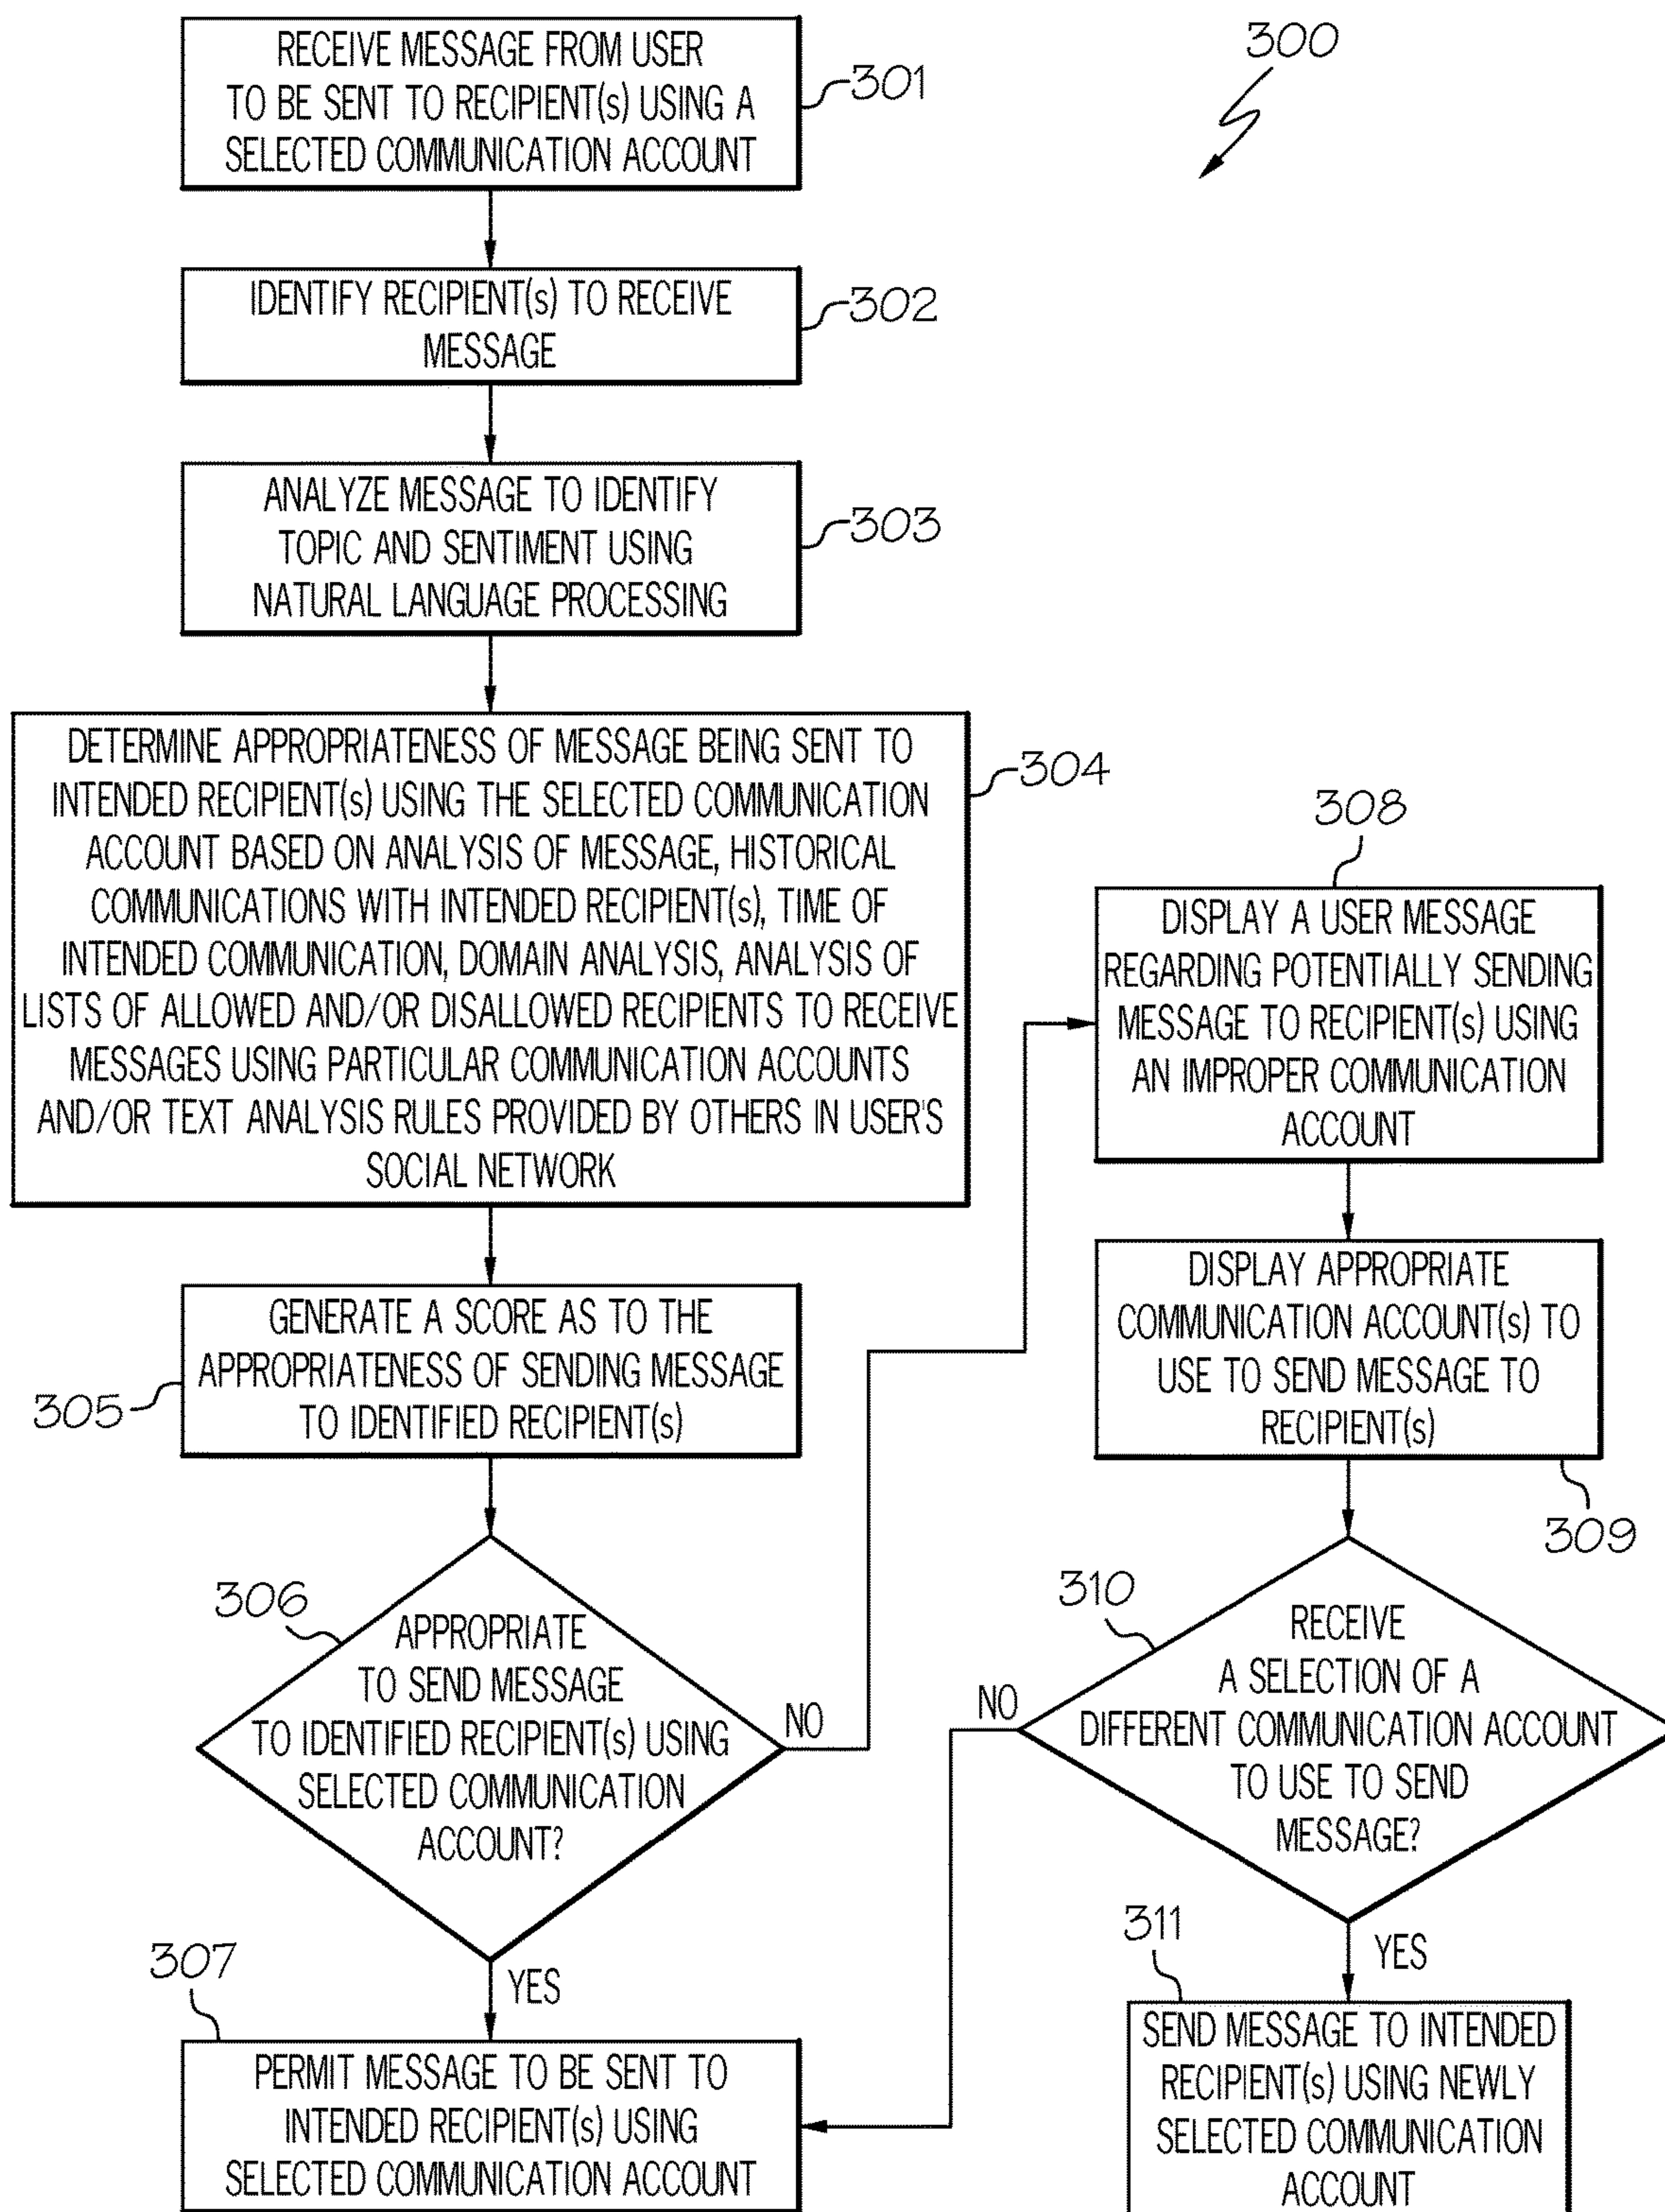 300
RECEIVE MESSAGE FROM USER
TO BE SENT TO RECIPIENT(s) USING A
SELECTED COMMUNICATION ACCOUNT
301
IDENTIFY RECIPIENT(s) TO RECEIVE
MESSAGE
302
ANALYZE MESSAGE TO IDENTIFY
TOPIC AND SENTIMENT USING
NATURAL LANGUAGE PROCESSING
303
DETERMINE APPROPRIATENESS OF MESSAGE BEING SENT TO
INTENDED RECIPIENT(s) USING THE SELECTED COMMUNICATION
ACCOUNT BASED ON ANALYSIS OF MESSAGE, HISTORICAL
COMMUNICATIONS WITH INTENDED RECIPIENT(s), TIME OF
INTENDED COMMUNICATION, DOMAIN ANALYSIS, ANALYSIS OF
LISTS OF ALLOWED AND/OR DISALLOWED RECIPIENTS TO RECEIVE
MESSAGES USING PARTICULAR COMMUNICATION ACCOUNTS
AND/OR TEXT ANALYSIS RULES PROVIDED BY OTHERS IN USER'S
SOCIAL NETWORK
304
GENERATE A SCORE AS TO THE
APPROPRIATENESS OF SENDING MESSAGE
TO IDENTIFIED RECIPIENT(s)
305
306
APPROPRIATE
TO SEND MESSAGE
TO IDENTIFIED RECIPIENT(s) USING
SELECTED COMMUNICATION
ACCOUNT?
NO
YES
307
PERMIT MESSAGE TO BE SENT TO
INTENDED RECIPIENT(s) USING
SELECTED COMMUNICATION ACCOUNT
308
DISPLAY A USER MESSAGE
REGARDING POTENTIALLY SENDING
MESSAGE TO RECIPIENT(s) USING
AN IMPROPER COMMUNICATION
ACCOUNT
DISPLAY APPROPRIATE
COMMUNICATION ACCOUNT(s) TO
USE TO SEND MESSAGE TO
RECIPIENT(s)
309
310
RECEIVE
A SELECTION OF A
DIFFERENT COMMUNICATION ACCOUNT
TO USE TO SEND
MESSAGE?
NO
YES
311
SEND MESSAGE TO INTENDED
RECIPIENT(s) USING NEWLY
SELECTED COMMUNICATION
ACCOUNT